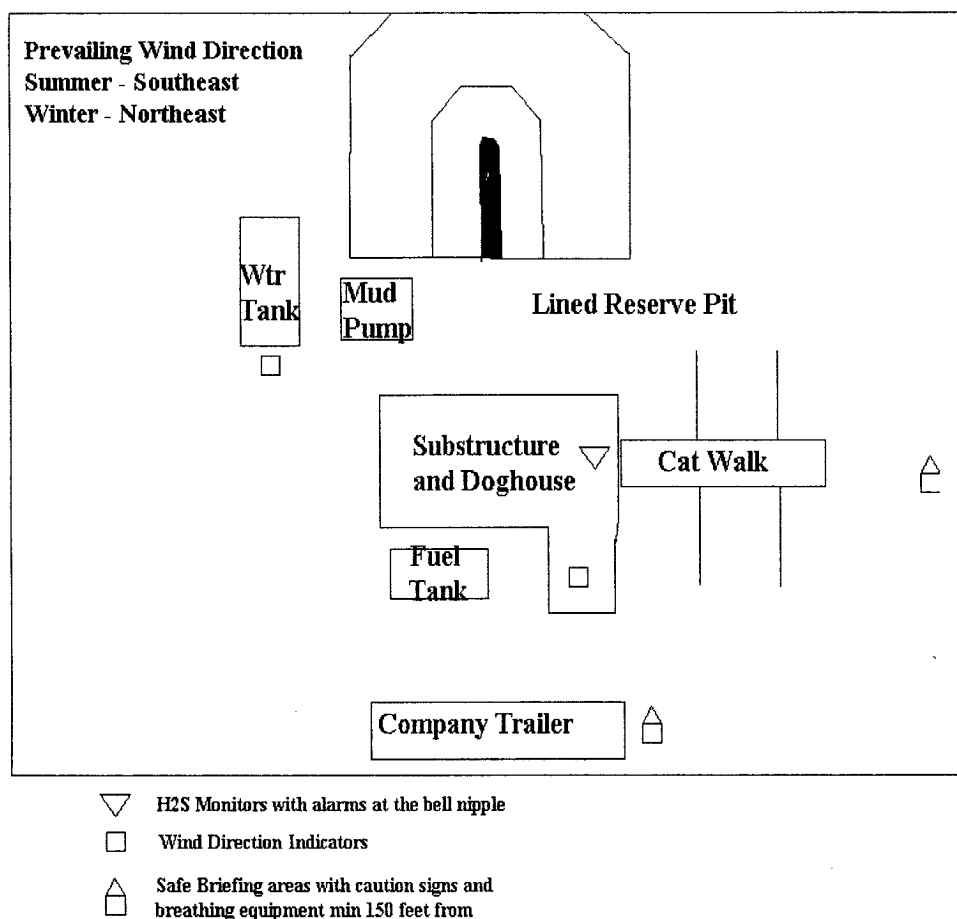 Prevailing Wind Direction
Summer - Southeast
Winter - Northeast
Wtr
Tank
Mud
Pump
Lined Reserve Pit
Substructure
and Doghouse
Cat Walk
Fuel
Tank
Company Trailer
H2S Monitors with alarms at the bell nipple
Wind Direction Indicators
Safe Briefing areas with caution signs and
breathing equipment min 150 feet from